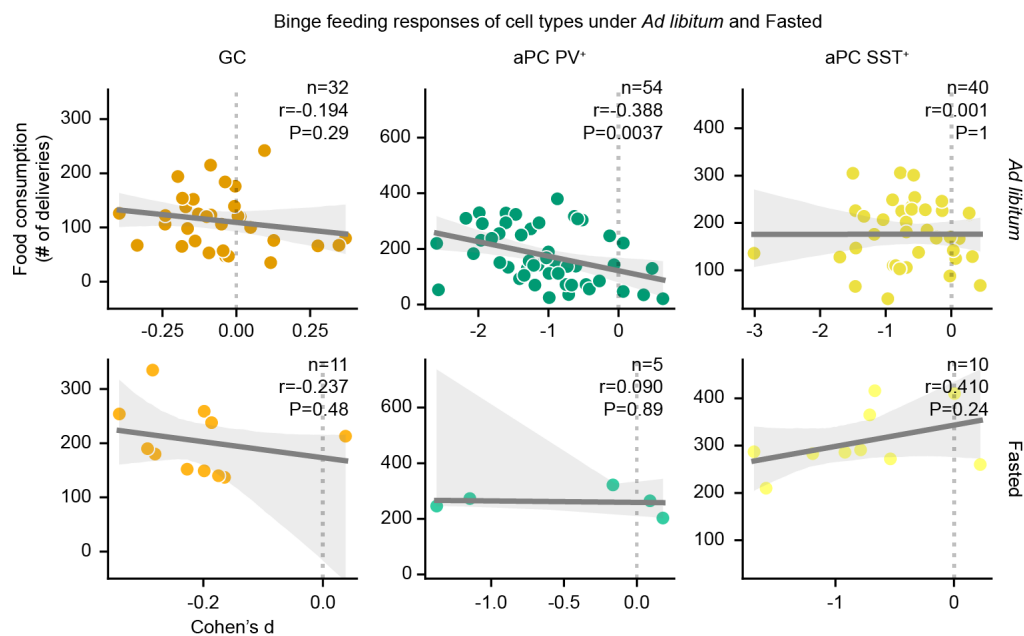 Binge feeding responses of cell types under Ad libitum and Fasted
GC
aPC PV⁺
aPC SST⁺
n=32
r=-0.194
P=0.29
n=54
r=-0.388
P=0.0037
n=40
r=0.001
P=1
Food consumption
(# of deliveries)
300
200
100
0
-0.25
0.00
0.25
600
400
200
0
-2
-1
0
400
300
200
100
-3
-2
-1
0
Ad libitum
n=11
r=-0.237
P=0.48
n=5
r=0.090
P=0.89
n=10
r=0.410
P=0.24
300
200
100
0
-0.2
0.0
600
400
200
0
-1.0
-0.5
0.0
400
300
200
100
-1
0
Fasted
Cohen's d